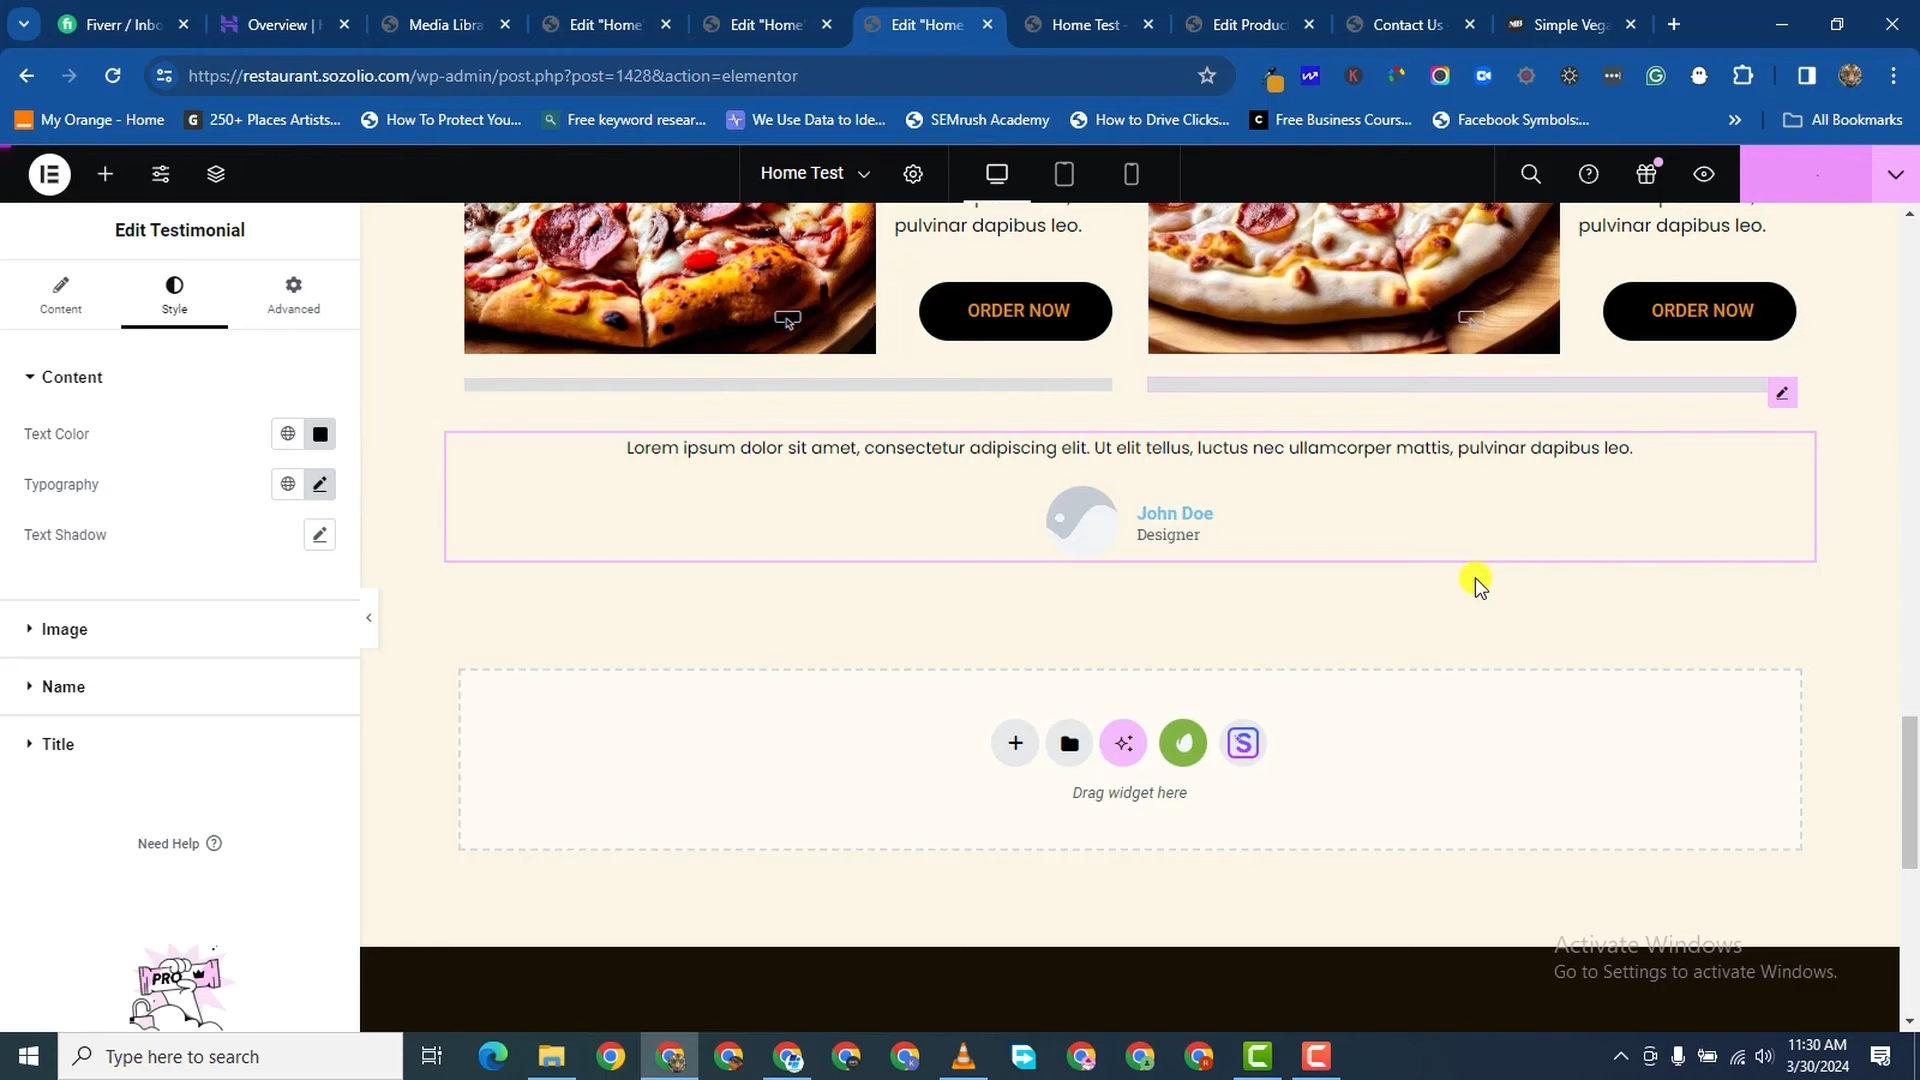 Fiverr / Inbo
Overview | H
Media Libra
Edit "Home
Edit "Home"
Edit "Home
Home Test -
Edit Produc
Contact Us -
Simple Vega
https://restaurant.sozolio.com/wp-admin/post.php?post=1428&action=elementor
My Orange - Home
250+ Places Artists...
How To Protect You...
Free keyword resear...
We Use Data to Ide...
SEMrush Academy
How to Drive Clicks...
Free Business Cours...
Facebook Symbols:...
All Bookmarks
Home Test
Edit Testimonial
Content
Style
Advanced
Content
Text Color
Typography
Text Shadow
Image
Name
Title
Need Help
PRO
pulvinar dapibus leo.
pulvinar dapibus leo.
ORDER NOW
ORDER NOW
Lorem ipsum dolor sit amet, consectetur adipiscing elit. Ut elit tellus, luctus nec ullamcorper mattis, pulvinar dapibus leo.
John Doe
Designer
Drag widget here
Activate Windows
Go to Settings to activate Windows.
Type here to search
11:30 AM
3/30/2024